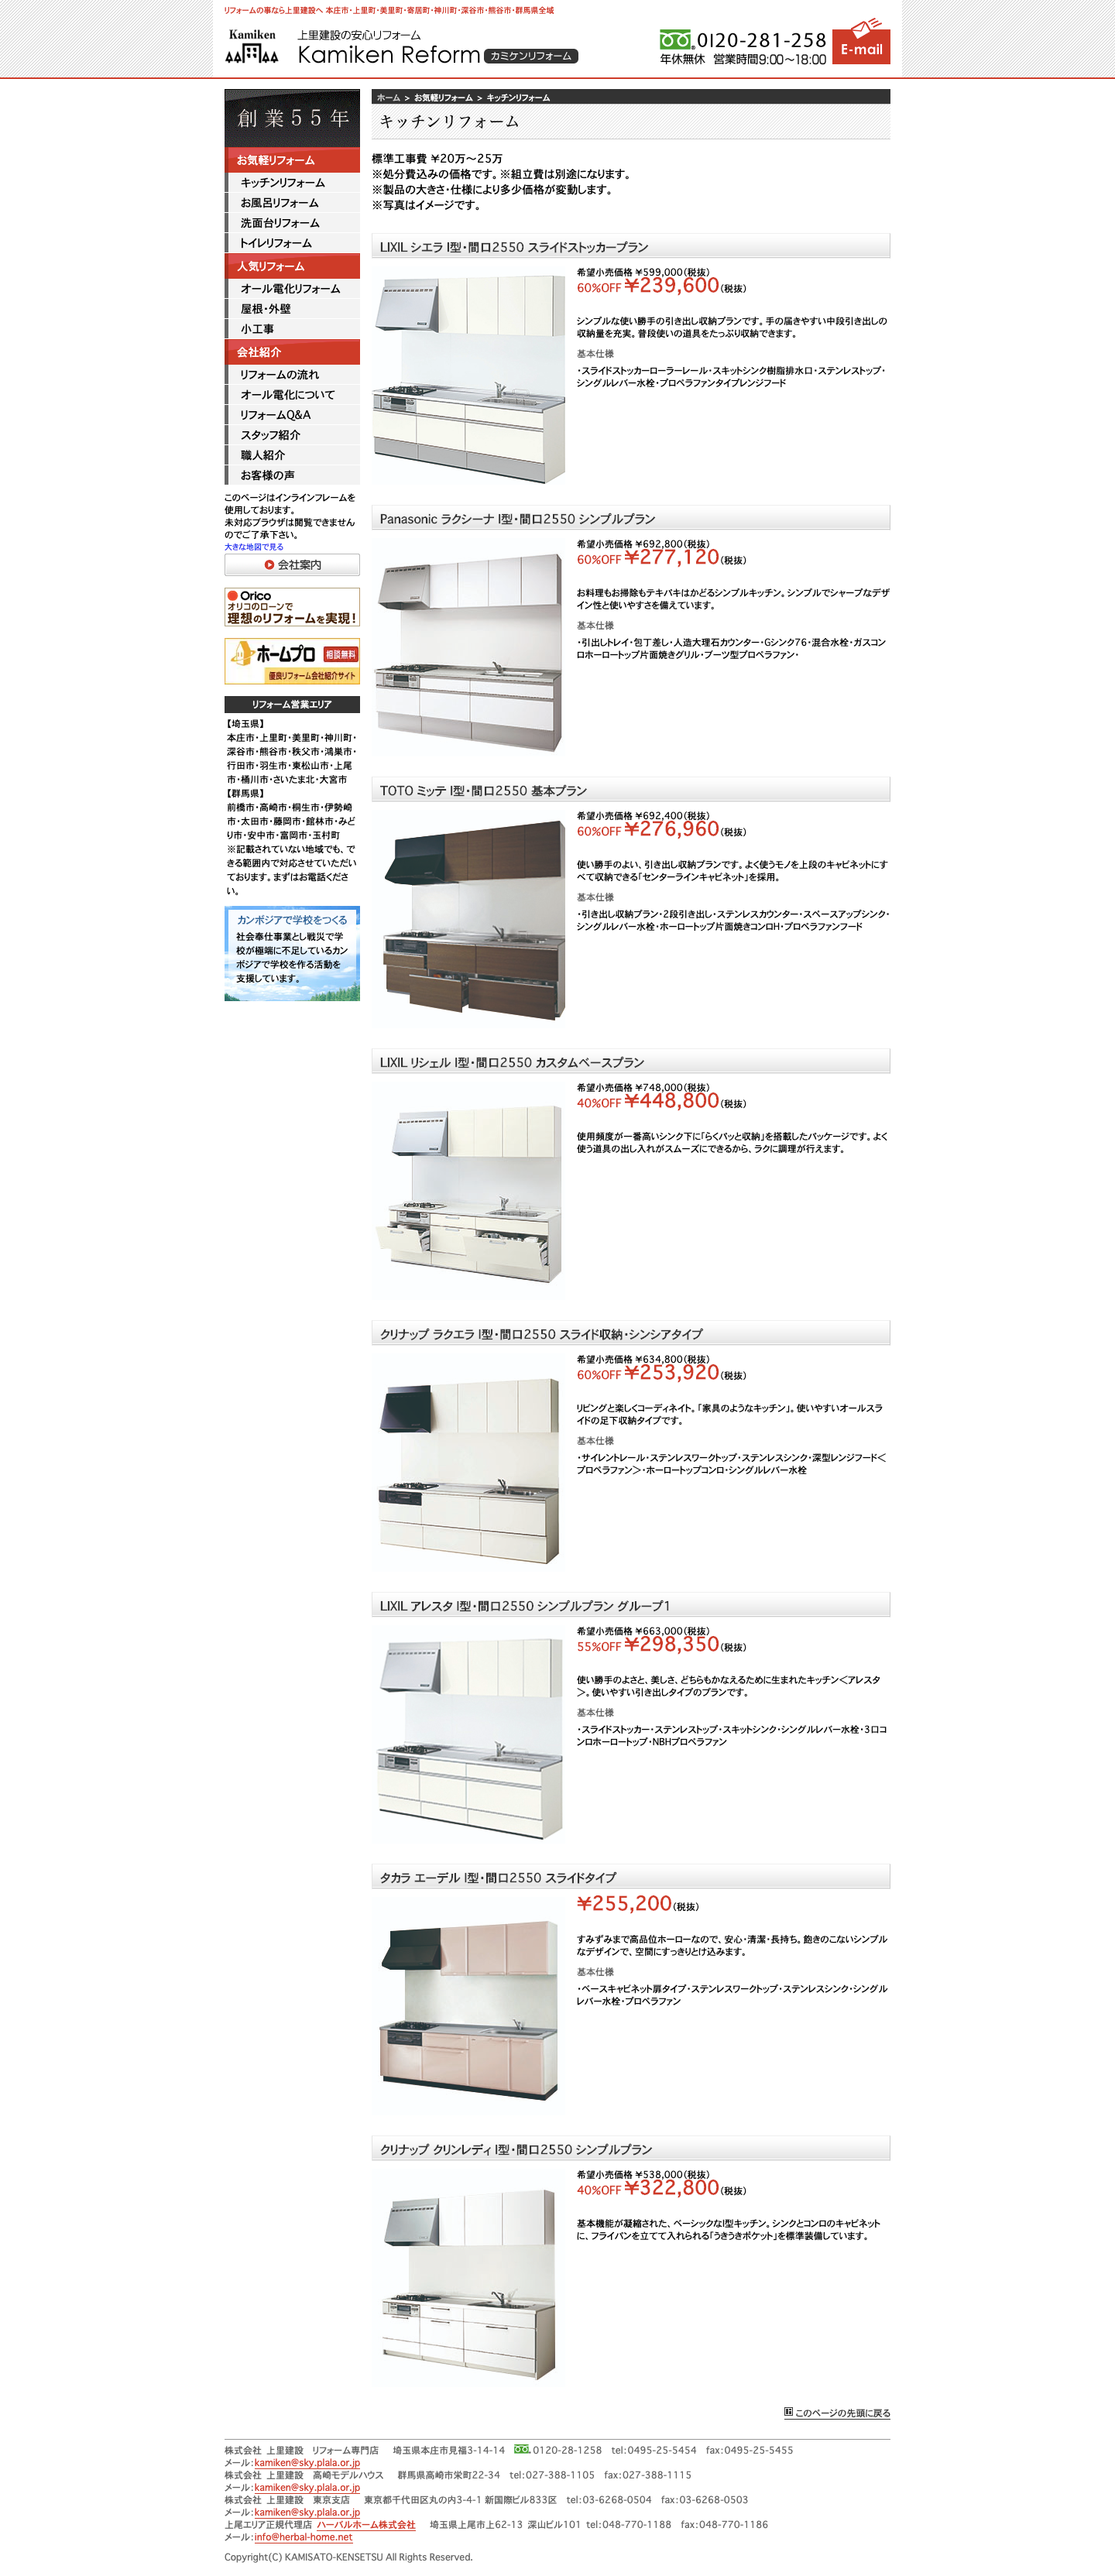 リフォームの事なら上里建設へ 本庄市・上里町・美里町・寄居町・神川町・深谷市・熊谷市・群馬県全域
Kamiken
上里建設の安心リフォーム
Kamiken Reform カミケンリフォーム
0120-281-258
年休無休 営業時間9:00〜18:00
E-mail
創業55年
お気軽リフォーム
キッチンリフォーム
お風呂リフォーム
洗面台リフォーム
トイレリフォーム
人気リフォーム
オール電化リフォーム
屋根・外壁
小工事
会社紹介
リフォームの流れ
オール電化について
リフォームQ&A
スタッフ紹介
職人紹介
お客様の声
このページはインラインフレームを
使用しております。
未対応ブラウザは閲覧できません
のでご了承下さい。
大きな地図で見る
会社案内
Orico
オリコのローンで
理想のリフォームを実現！
ホームプロ 相談無料
優良リフォーム会社紹介サイト
リフォーム営業エリア
【埼玉県】
本庄市・上里町・美里町・神川町・
深谷市・熊谷市・秩父市・鴻巣市・
行田市・羽生市・東松山市・上尾
市・桶川市・さいたま北・大宮市
【群馬県】
前橋市・高崎市・桐生市・伊勢崎
市・太田市・藤岡市・館林市・みど
り市・安中市・富岡市・玉村町
※記載されていない地域でも、で
きる範囲内で対応させていただい
ております。まずはお電話くださ
い。
カンボジアで学校をつくる
社会奉仕事業とし戦災で学
校が極端に不足しているカン
ボジアで学校を作る活動を
支援しています。
ホーム > お気軽リフォーム > キッチンリフォーム
キッチンリフォーム
標準工事費 ¥20万〜25万
※処分費込みの価格です。※組立費は別途になります。
※製品の大きさ・仕様により多少価格が変動します。
※写真はイメージです。
LIXIL シエラ I型・間口2550 スライドストッカープラン
希望小売価格 ¥599,000(税抜)
60%OFF ¥239,600(税抜)
シンプルな使い勝手の引き出し収納プランです。手の届きやすい中段引き出しの
収納量を充実。普段使いの道具をたっぷり収納できます。
基本仕様
・スライドストッカーローラーレール・スキットシンク樹脂排水口・ステンレストップ・
シングルレバー水栓・プロペラファンタイプレンジフード
Panasonic ラクシーナ I型・間口2550 シンプルプラン
希望小売価格 ¥692,800(税抜)
60%OFF ¥277,120(税抜)
お料理もお掃除もテキパキはかどるシンプルキッチン。シンプルでシャープなデザ
イン性と使いやすさを備えています。
基本仕様
・引出しトレイ・包丁差し・人造大理石カウンター・Gシンク76・混合水栓・ガスコン
ロホーロートップ片面焼きグリル・ブーツ型プロペラファン・
TOTO ミッテ I型・間口2550 基本プラン
希望小売価格 ¥692,400(税抜)
60%OFF ¥276,960(税抜)
使い勝手のよい、引き出し収納プランです。よく使うモノを上段のキャビネットにす
べて収納できる「センターラインキャビネット」を採用。
基本仕様
・引き出し収納プラン・2段引き出し・ステンレスカウンター・スペースアップシンク・
シングルレバー水栓・ホーロートップ片面焼きコンロH・プロペラファンフード
LIXIL リシェル I型・間口2550 カスタムベースプラン
希望小売価格 ¥748,000(税抜)
40%OFF ¥448,800(税抜)
使用頻度が一番高いシンク下に「らくパッと収納」を搭載したパッケージです。よく
使う道具の出し入れがスムーズにできるから、ラクに調理が行えます。
クリナップ ラクエラ I型・間口2550 スライド収納・シンシアタイプ
希望小売価格 ¥634,800(税抜)
60%OFF ¥253,920(税抜)
リビングと楽しくコーディネイト。「家具のようなキッチン」。使いやすいオールスラ
イドの足下収納タイプです。
基本仕様
・サイレントレール・ステンレスワークトップ・ステンレスシンク・深型レンジフード＜
プロペラファン＞・ホーロートップコンロ・シングルレバー水栓
LIXIL アレスタ I型・間口2550 シンプルプラン グループ1
希望小売価格 ¥663,000(税抜)
55%OFF ¥298,350(税抜)
使い勝手のよさと、美しさ、どちらもかなえるために生まれたキッチン＜アレスタ
＞。使いやすい引き出しタイプのプランです。
基本仕様
・スライドストッカー・ステンレストップ・スキットシンク・シングルレバー水栓・3口コ
ンロホーロートップ・NBHプロペラファン
タカラ エーデル I型・間口2550 スライドタイプ
¥255,200(税抜)
すみずみまで高品位ホーローなので、安心・清潔・長持ち。飽きのこないシンプル
なデザインで、空間にすっきりとけ込みます。
基本仕様
・ベースキャビネット扉タイプ・ステンレスワークトップ・ステンレスシンク・シングル
レバー水栓・プロペラファン
クリナップ クリンレディ I型・間口2550 シンプルプラン
希望小売価格 ¥538,000(税抜)
40%OFF ¥322,800(税抜)
基本機能が凝縮された、ベーシックなI型キッチン。シンクとコンロのキャビネット
に、フライパンを立てて入れられる「うきうきポケット」を標準装備しています。
このページの先頭に戻る
株式会社 上里建設 リフォーム専門店 埼玉県本庄市見福3-14-14 0120-28-1258 tel:0495-25-5454 fax:0495-25-5455
メール：kamiken@sky.plala.or.jp
株式会社 上里建設 高崎モデルハウス 群馬県高崎市栄町22-34 tel:027-388-1105 fax:027-388-1115
メール：kamiken@sky.plala.or.jp
株式会社 上里建設 東京支店 東京都千代田区丸の内3-4-1 新国際ビル833区 tel:03-6268-0504 fax:03-6268-0503
メール：kamiken@sky.plala.or.jp
上尾エリア正規代理店 ハーバルホーム株式会社 埼玉県上尾市上62-13 深山ビル101 tel:048-770-1188 fax:048-770-1186
メール：info@herbal-home.net
Copyright(C) KAMISATO-KENSETSU All Rights Reserved.